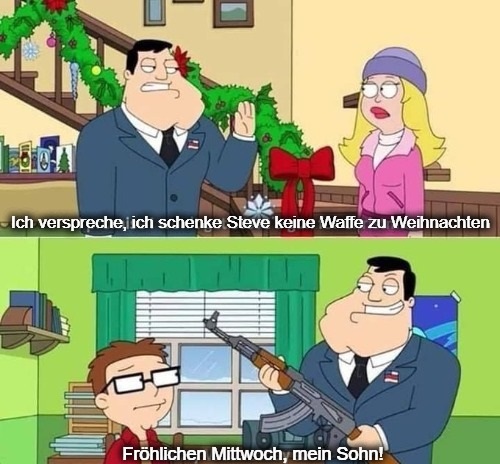 Ich verspreche, ich schenke Steve keine Waffe zu Weihnachten
Fröhlichen Mittwoch, mein Sohn!